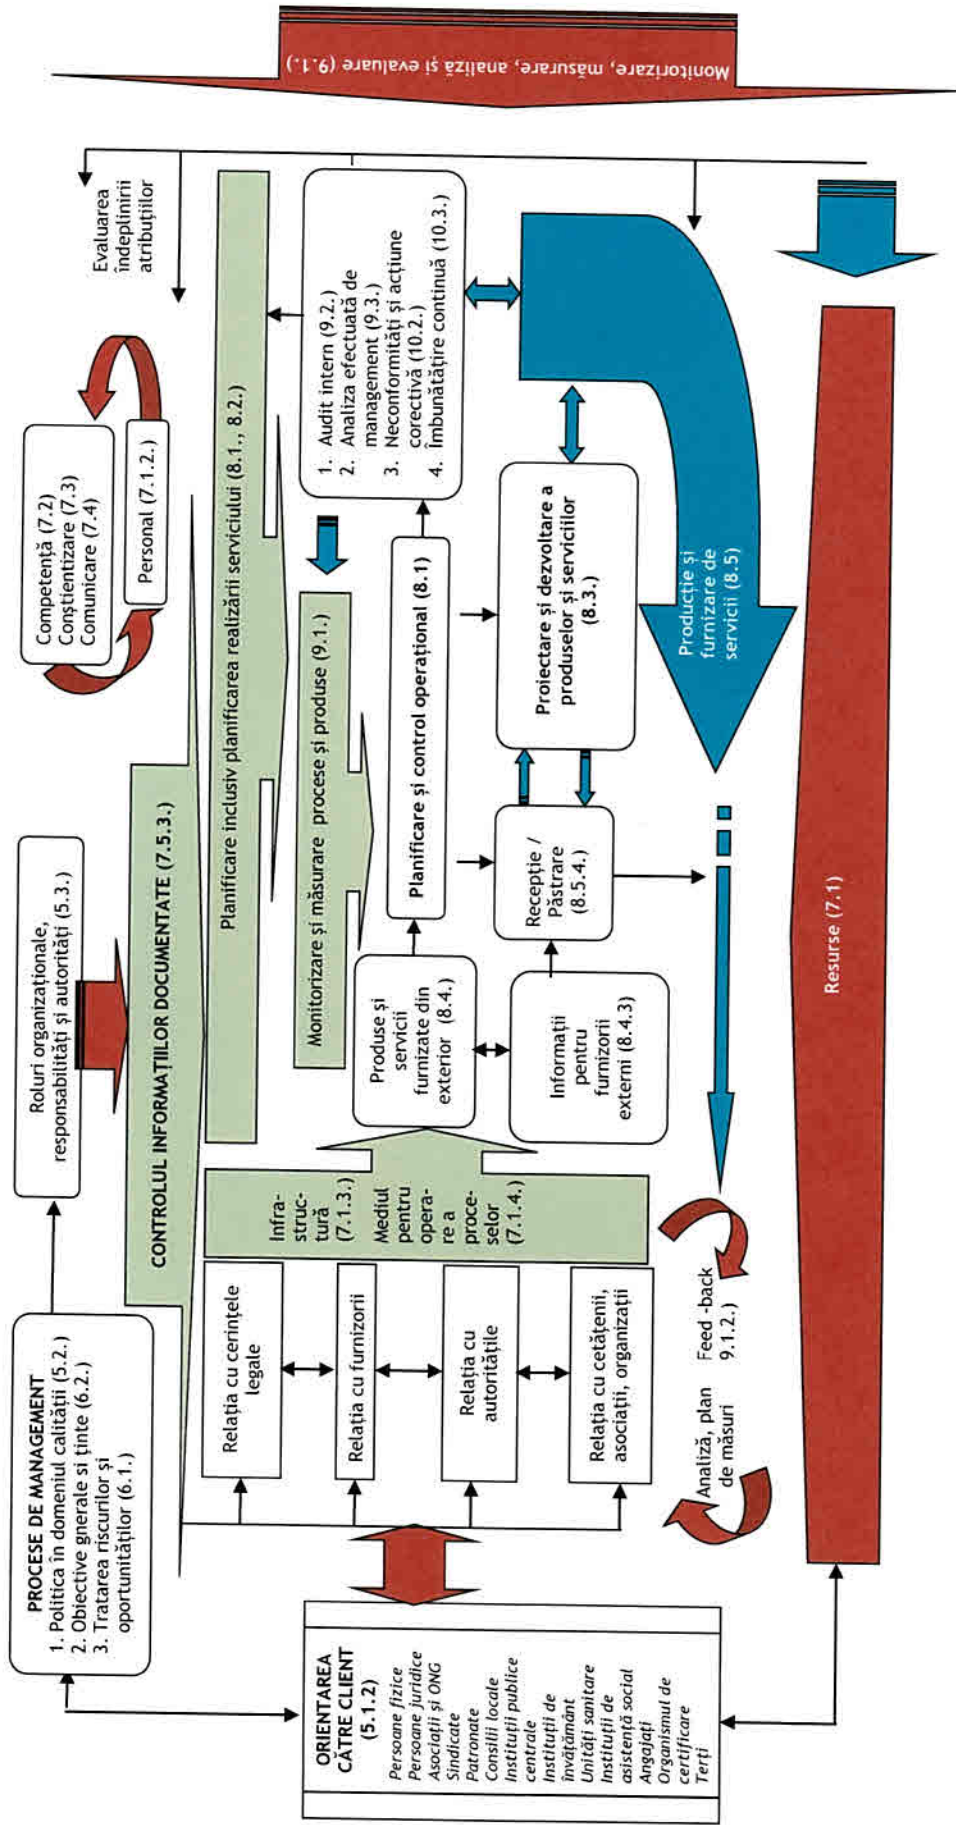 PROCESE DE MANAGEMENT
1. Politica în domeniul calității (5.2.)
2. Obiective gnerale si ținte (6.2.)
3. Tratarea riscurilor și
oportunităților (6.1.)
Roluri organizaționale,
responsabilități și autorități (5.3.)
Competență (7.2)
Conștientizare (7.3)
Comunicare (7.4)
Personal (7.1.2.)
Evaluarea
îndeplinirii
atribuțiilor
CONTROLUL INFORMAȚIILOR DOCUMENTATE (7.5.3.)
Planificare inclusiv planificarea realizării serviciului (8.1., 8.2.)
Monitorizare și măsurare procese și produse (9.1.)
ORIENTAREA
CĂTRE CLIENT
(5.1.2)
Persoane fizice
Persoane juridice
Asociații și ONG
Sindicate
Patronate
Consilii locale
Instituții publice
centrale
Instituții de
învățământ
Unități sanitare
Instituții de
asistență social
Angajați
Organismul de
certificare
Terți
Relația cu cerințele
legale
Relația cu furnizorii
Relația cu
autoritățile
Relația cu cetățenii,
asociații, organizații
Infra-
struc-
tură
(7.1.3.)
Mediul
pentru
opera-
re a
proce-
selor
(7.1.4.)
Produse și
servicii
furnizate din
exterior (8.4.)
Informații
pentru
furnizorii
externi (8.4.3)
Planificare și control operațional (8.1)
Recepție /
Păstrare
(8.5.4.)
Proiectare și dezvoltare a
produselor și serviciilor
(8.3.)
1. Audit intern (9.2.)
2. Analiza efectuată de
management (9.3.)
3. Neconformități și acțiune
corectivă (10.2.)
4. Îmbunătățire continuă (10.3.)
Producție și
furnizare de
servicii (8.5)
Analiză, plan
de măsuri
Feed -back
9.1.2.)
Resurse (7.1)
Monitorizare, măsurare, analiză și evaluare (9.1.)